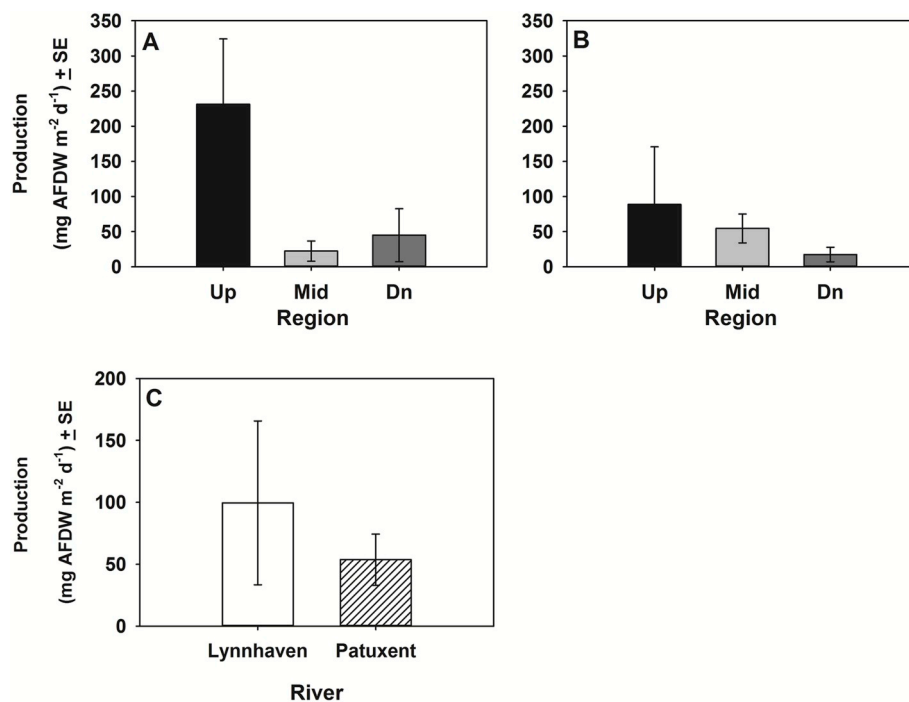 A
350
300
250
200
150
100
50
0
Production
(mg AFDW m-2 d-1) ± SE
Up Mid Dn
Region
B
350
300
250
200
150
100
50
0
Up Mid Dn
Region
C
200
150
100
50
0
Production
(mg AFDW m-2 d-1) ± SE
Lynnhaven Patuxent
River